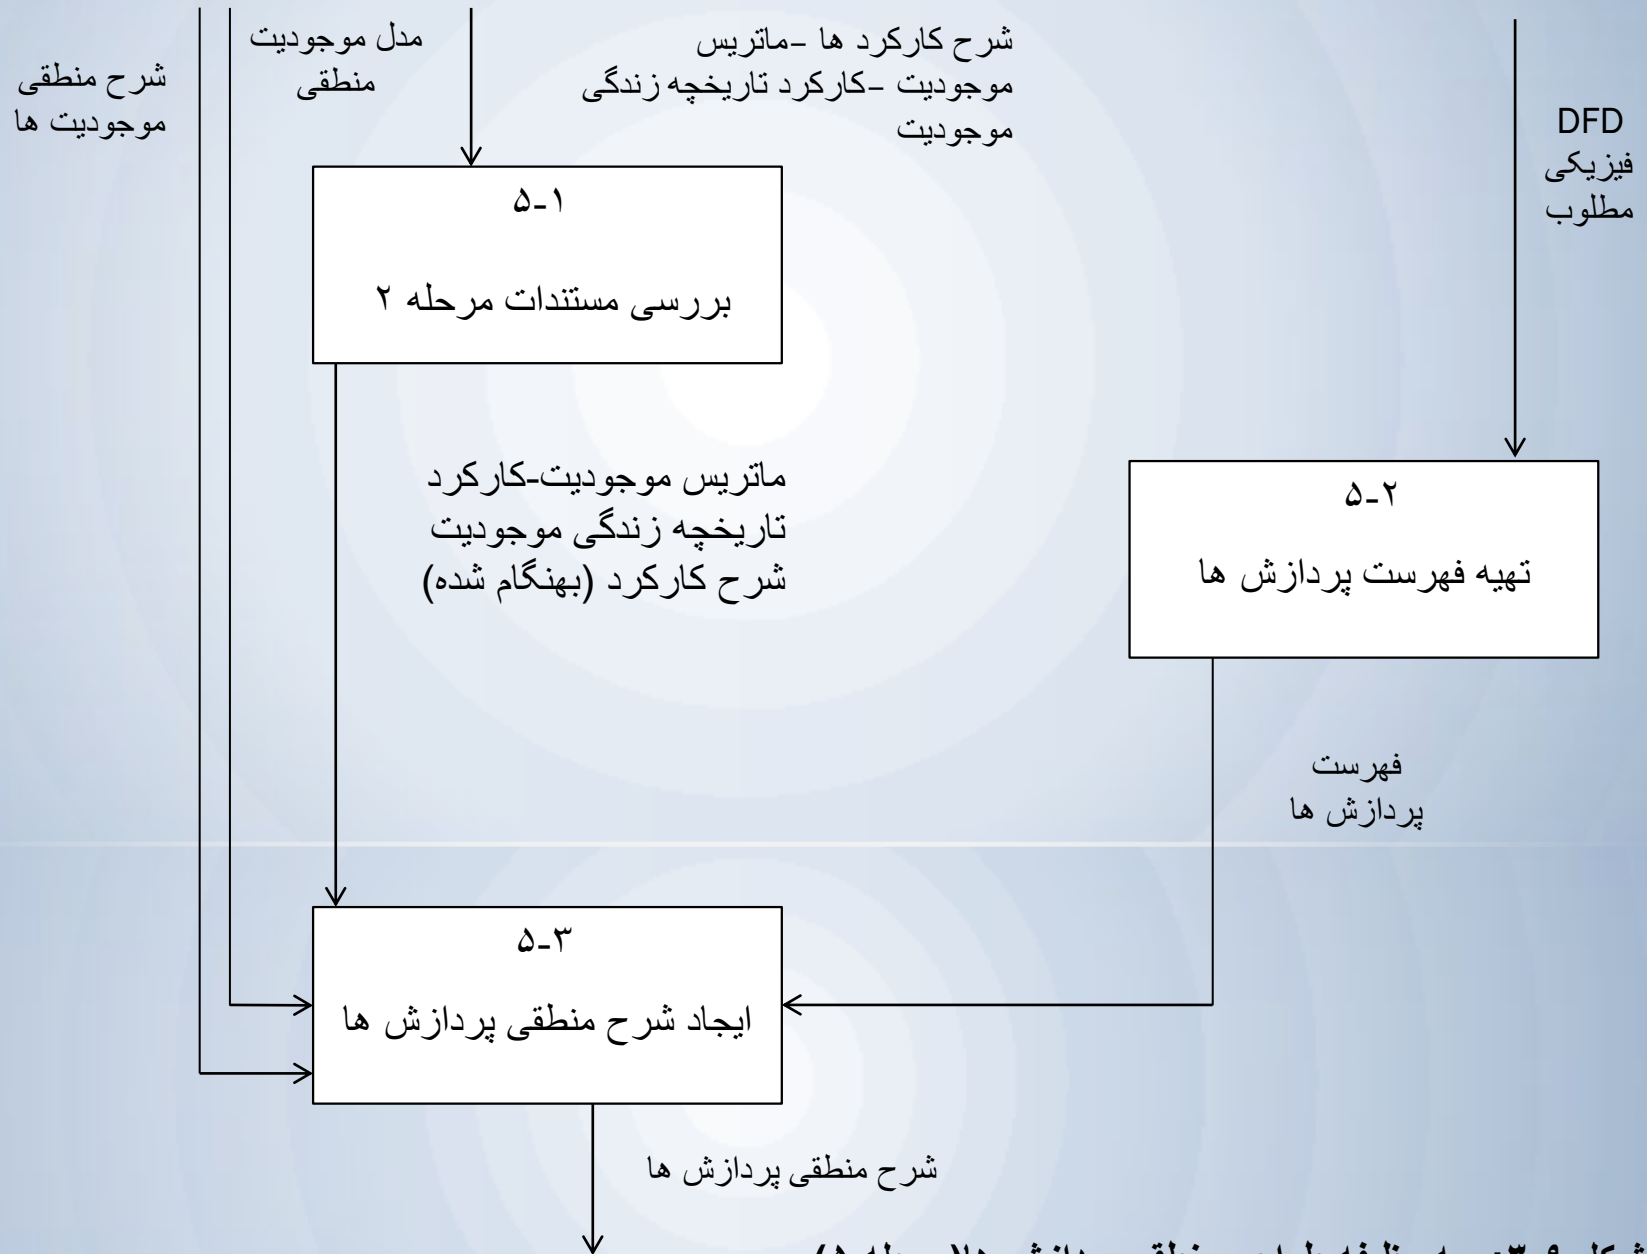 شرح منطقی
موجودیت ها
مدل موجودیت
منطقی
شرح کارکرد ها -ماتریس
موجودیت -کارکرد تاریخچه زندگی
موجودیت
DFD
فیزیکی
مطلوب
۵-۱
بررسی مستندات مرحله ۲
ماتریس موجودیت-کارکرد
تاریخچه زندگی موجودیت
شرح کارکرد (بهنگام شده)
۵-۲
تهیه فهرست پردازش ها
فهرست
پردازش ها
۵-۳
ایجاد شرح منطقی پردازش ها
شرح منطقی پردازش ها